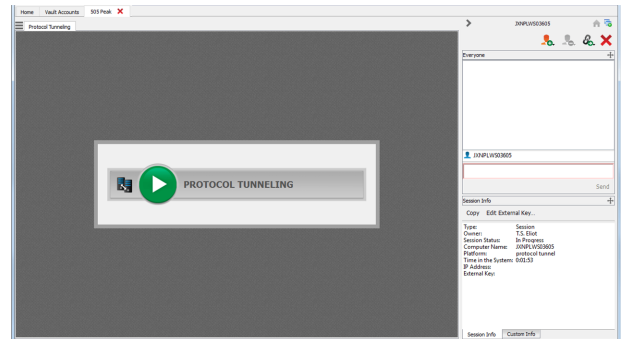 Home Vault Accounts 505 Peak
Protocol Tunneling
JXNPLWS03605
Everyone
PROTOCOL TUNNELING
JXNPLWS03605
Send
Session Info
Copy Edit External Key...
Type: Session
Owner: T.S. Eliot
Session Status: In Progress
Computer Name: JXNPLWS03605
Platform: protocol tunnel
Time in the System: 0:01:53
IP Address:
External Key:
Session Info Custom Info